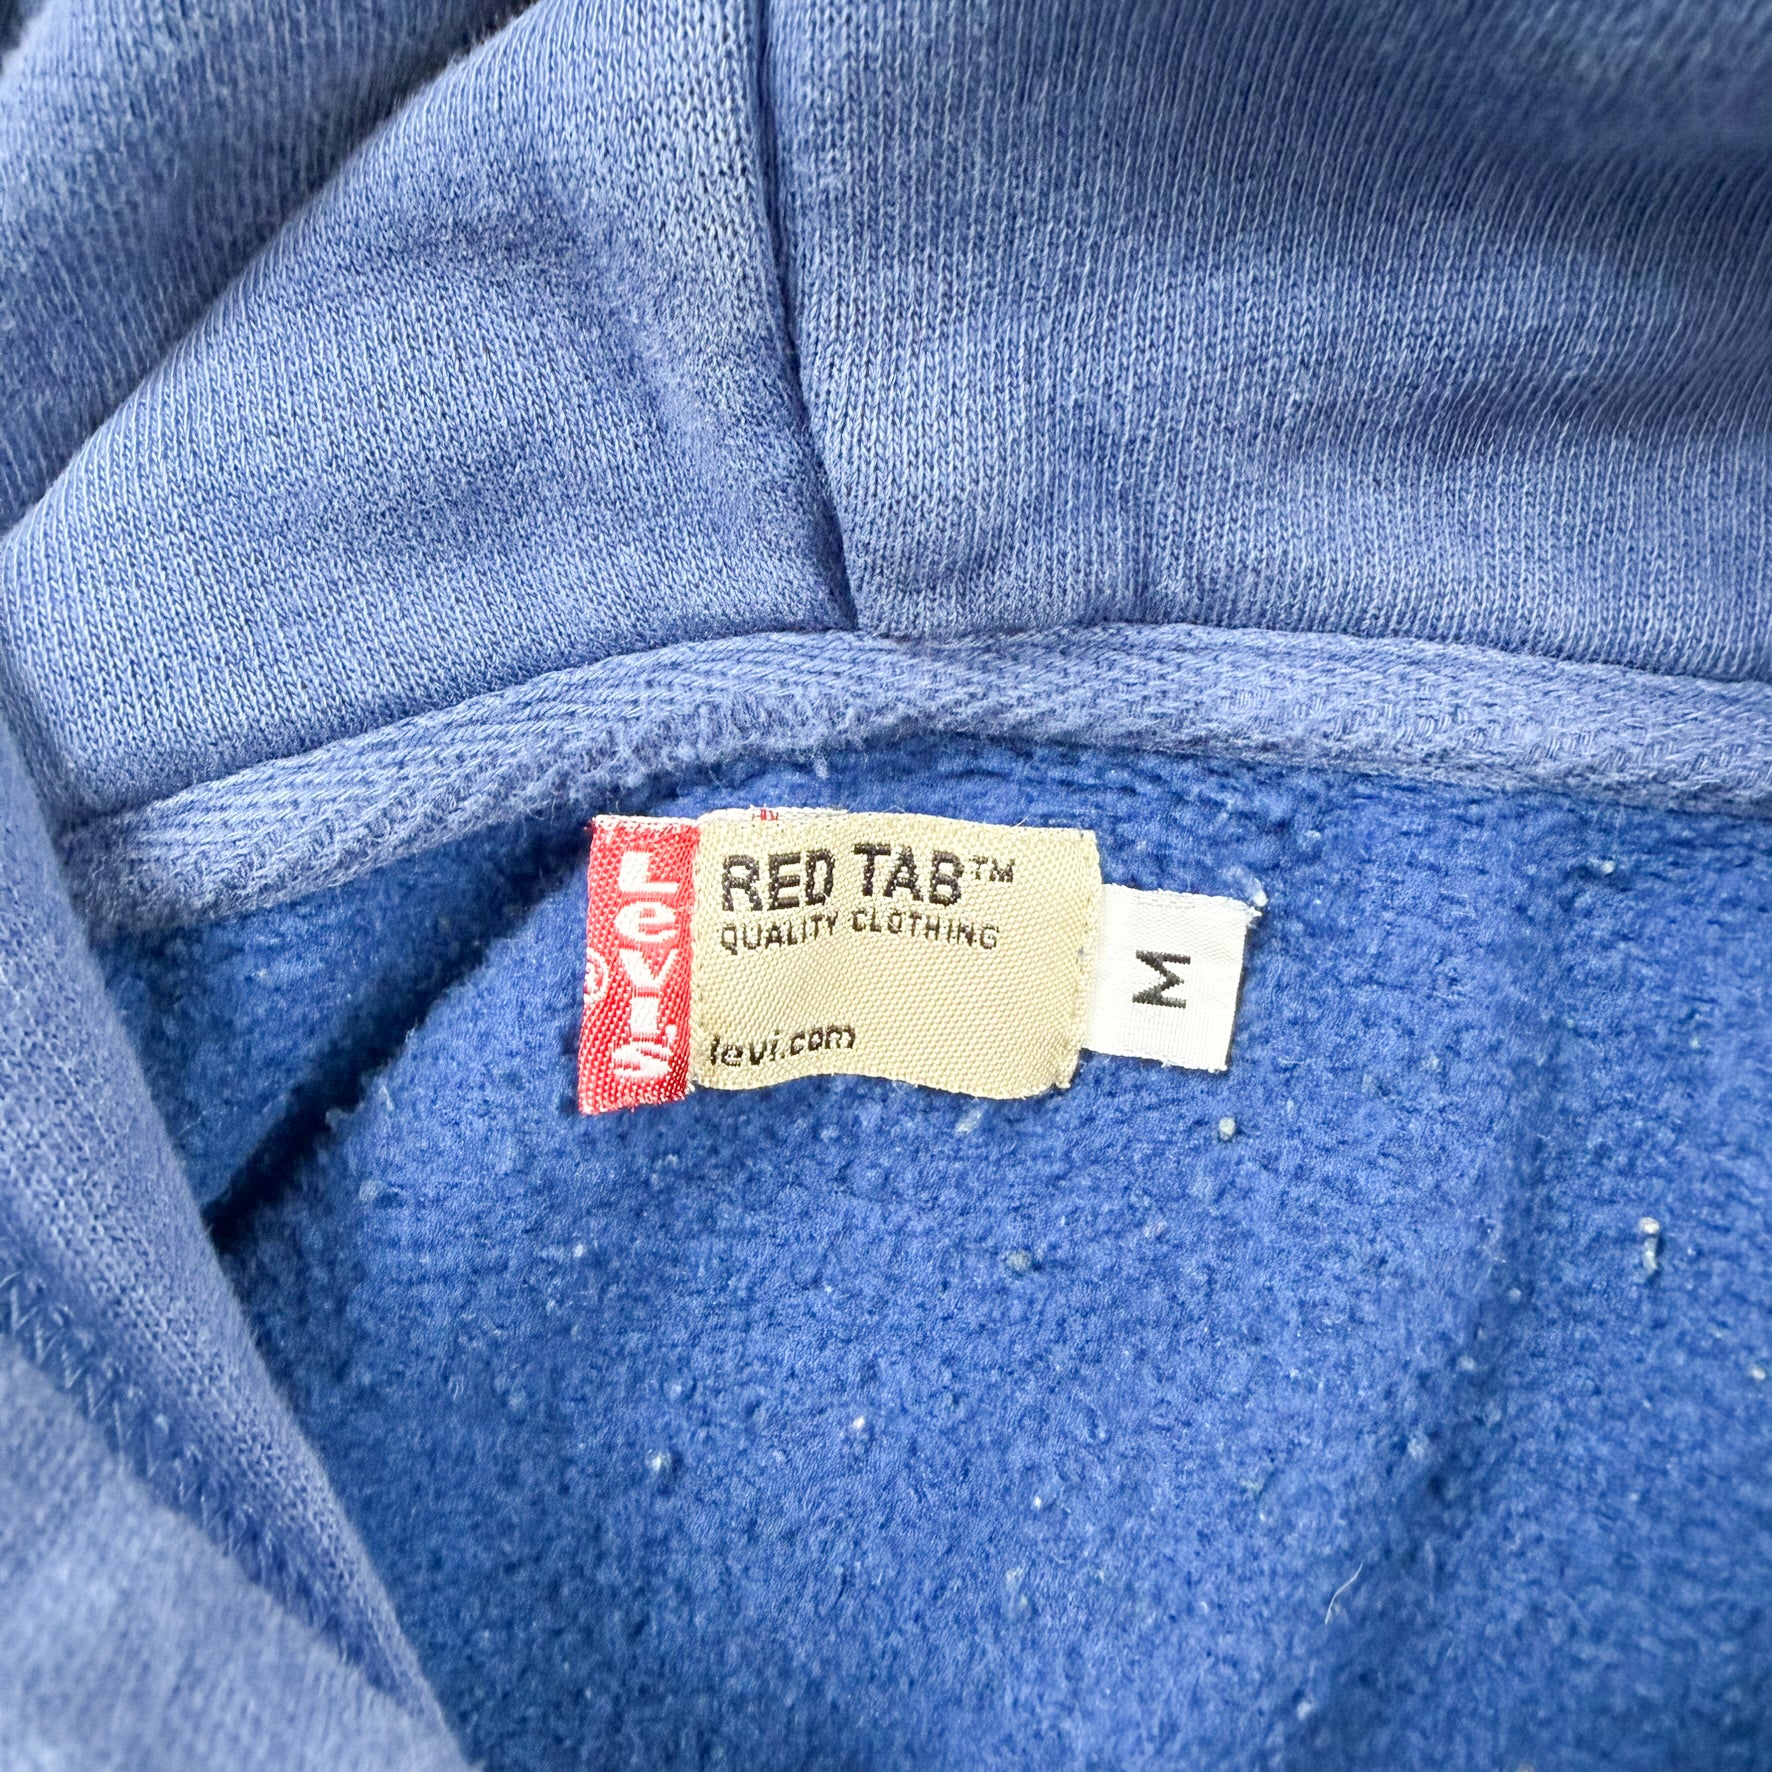 LeVI'S
®
RED TAB™
QUALITY CLOTHING
levi.com
M